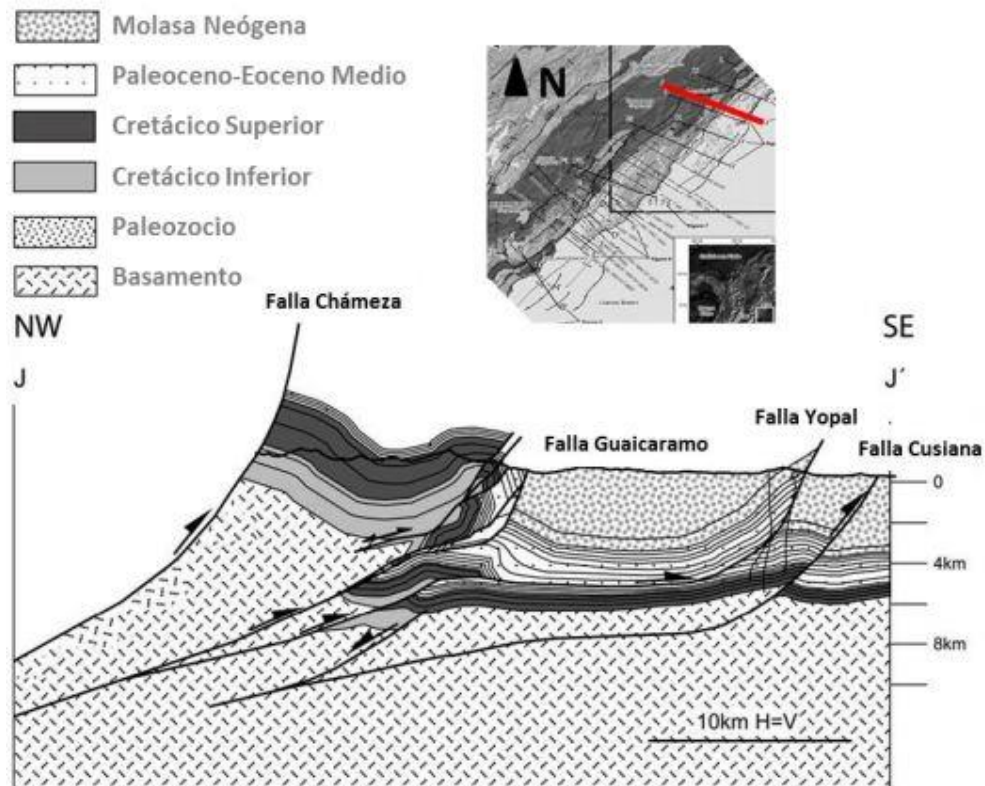 Molasa Neógena
Paleoceno-Eoceno Medio
Cretácico Superior
Cretácico Inferior
Paleozocio
Basamento
N
Falla Chámeza
NW
SE
J
J´
Falla Guaicaramo
Falla Yopal
Falla Cusiana
0
4km
8km
10km H=V